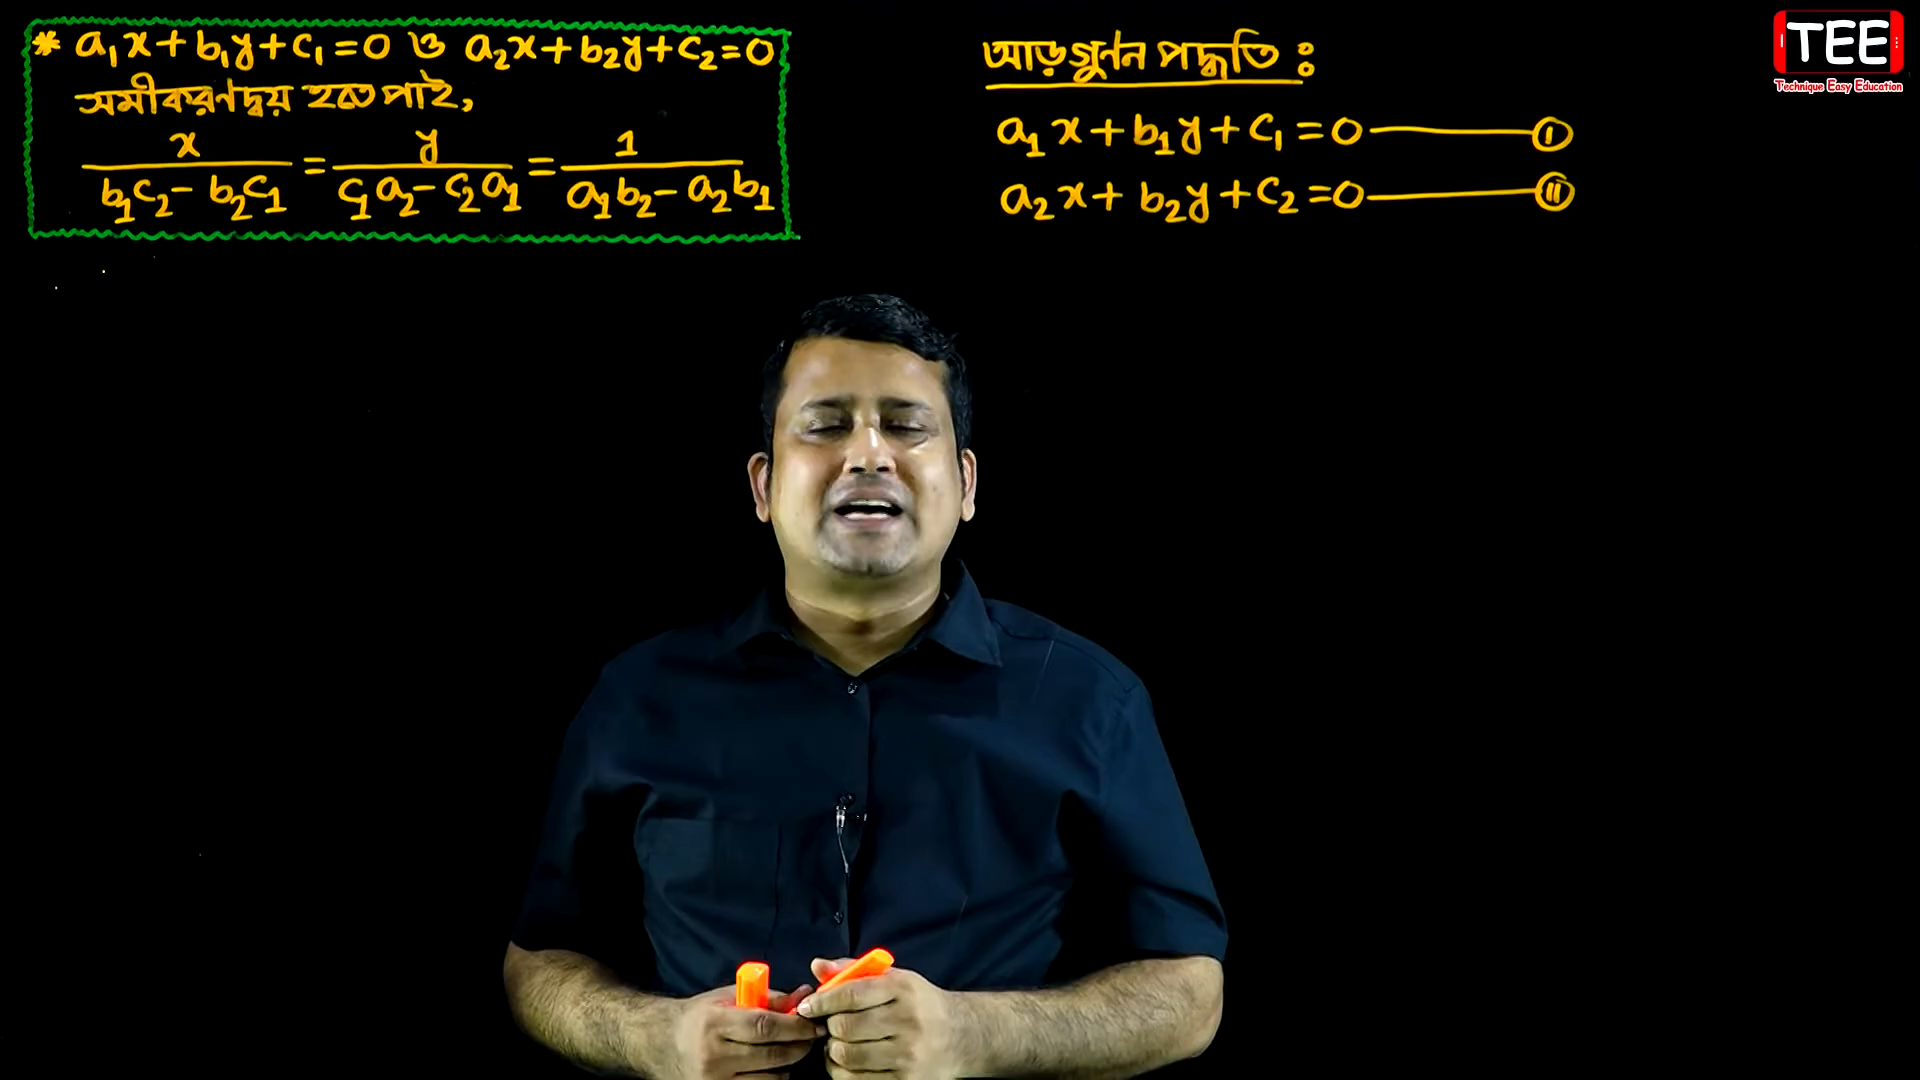 * a₁x + b₁y + c₁ = 0 ও a₂x + b₂y + c₂ = 0
সমীকরণদ্বয় হতে পাই,
x/(b₁c₂ - b₂c₁) = y/(c₁a₂ - c₂a₁) = 1/(a₁b₂ - a₂b₁)
আড়গুনন পদ্ধতি :
a₁x + b₁y + c₁ = 0 ——— (I)
a₂x + b₂y + c₂ = 0 ——— (II)
TEE
Technique Easy Education